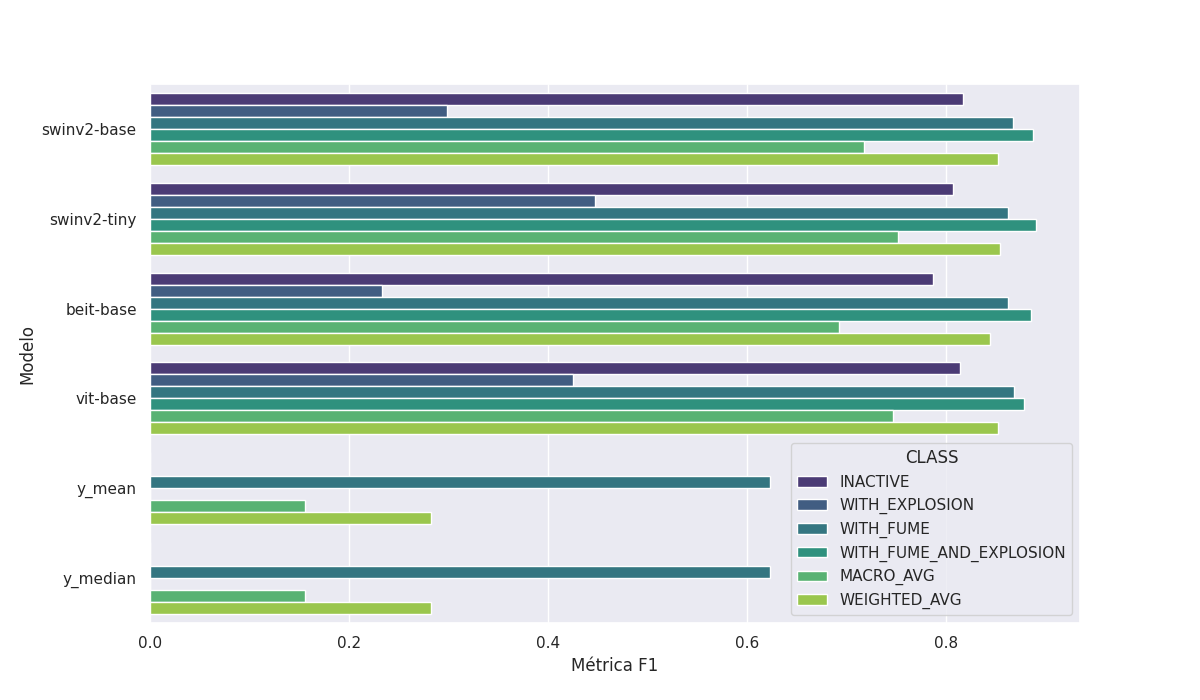 swinv2-base
swinv2-tiny
beit-base
vit-base
y_mean
y_median
Modelo
CLASS
INACTIVE
WITH_EXPLOSION
WITH_FUME
WITH_FUME_AND_EXPLOSION
MACRO_AVG
WEIGHTED_AVG
0.0 0.2 0.4 0.6 0.8
Métrica F1